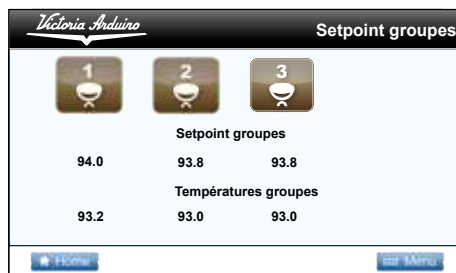 Victoria Arduino
Setpoint groupes
1 2 3
Setpoint groupes
94.0 93.8 93.8
Températures groupes
93.2 93.0 93.0
Home Menu